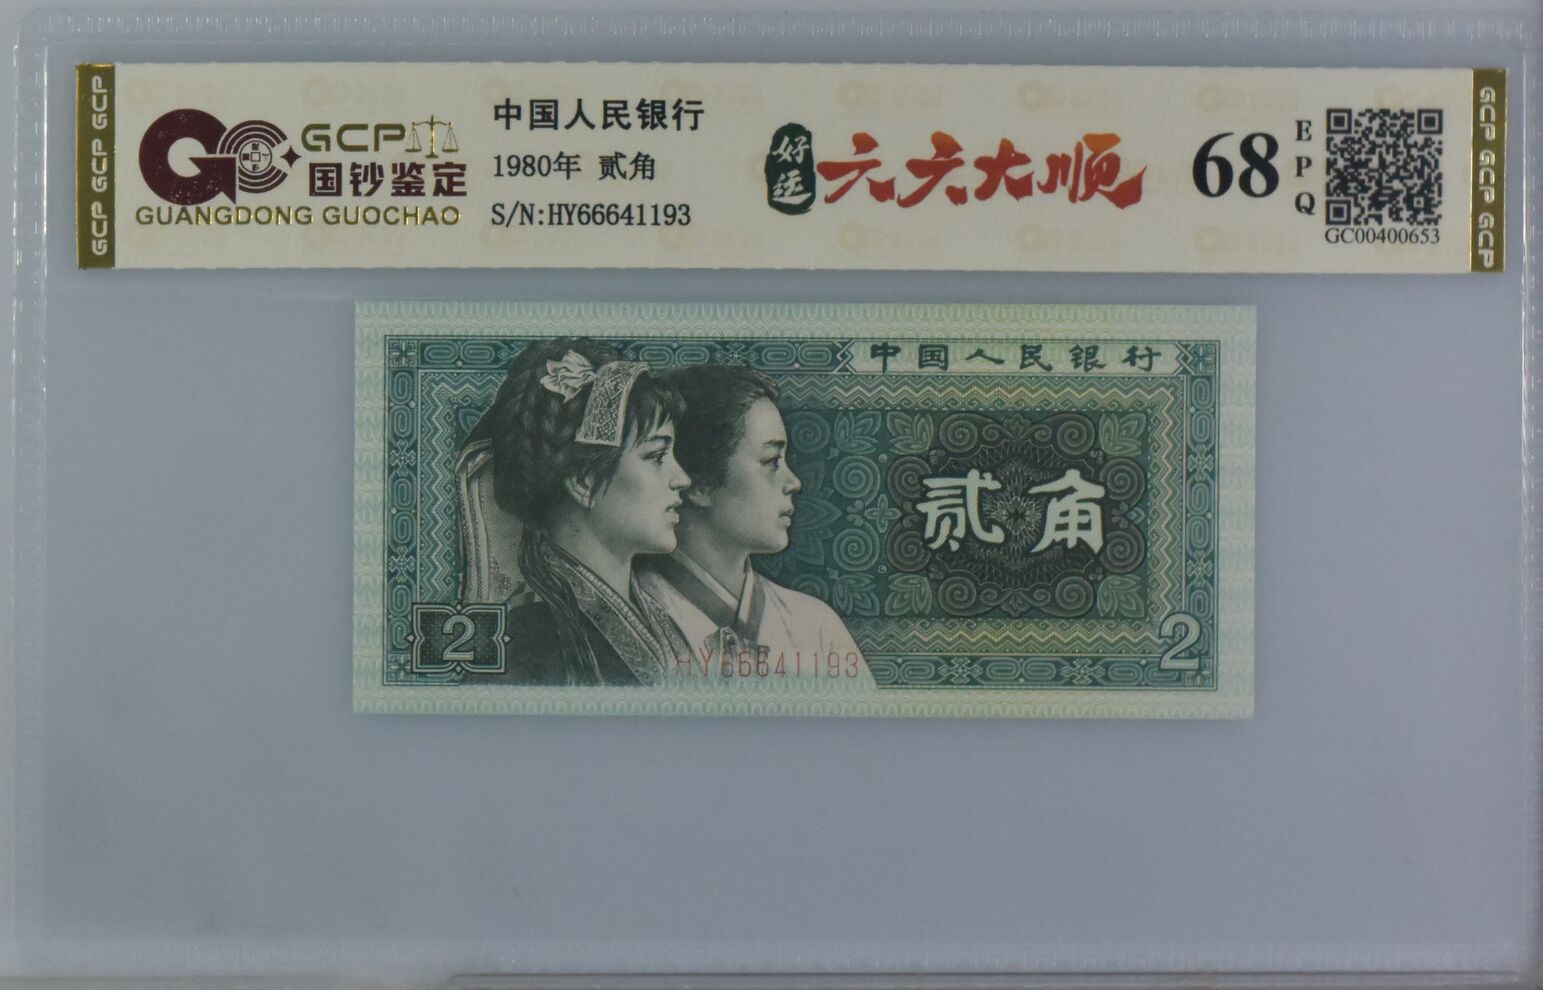 GCP GCP GCP
GCP
国钞鉴定
GUANGDONG GUOCHAO
中国人民银行
1980年 贰角
S/N:HY66641193
好运
六六大顺
68
EPQ
GC00400653
GCP GCP GCP
中国人民银行
贰角
2
HY66641193
2